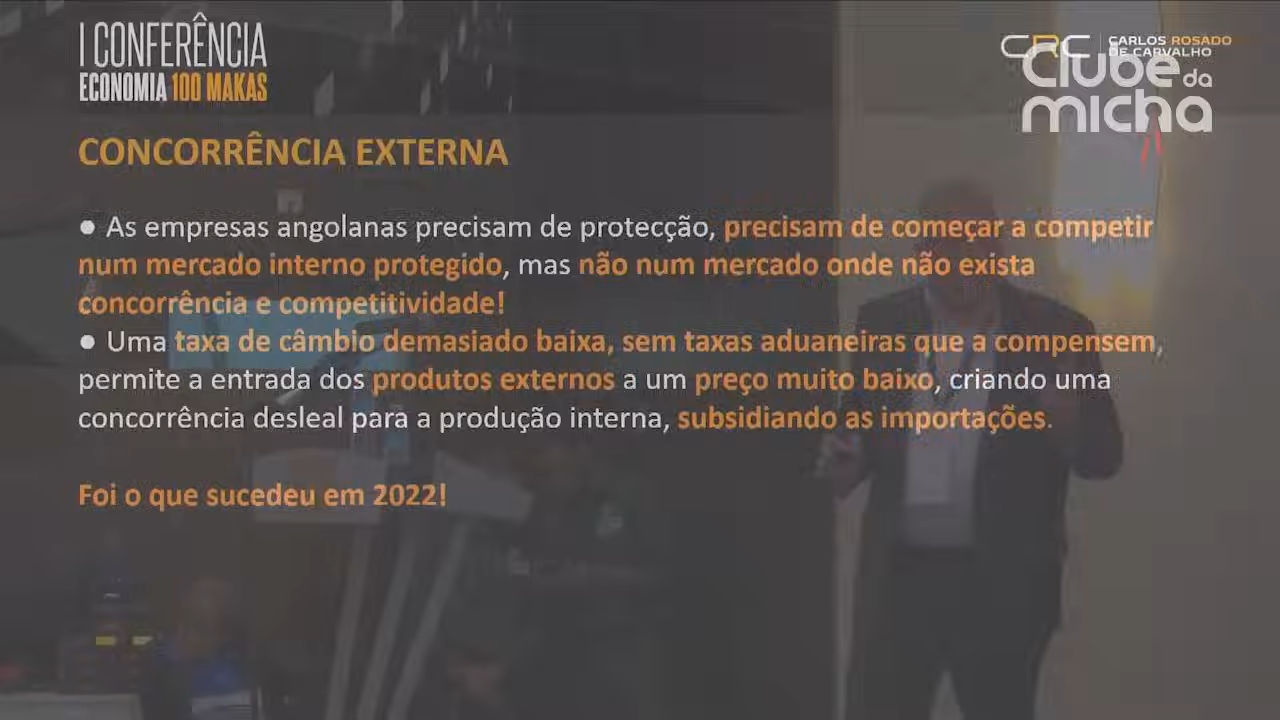 I CONFERÊNCIA
ECONOMIA 100 MAKAS
CRC CARLOS ROSADO
DE CARVALHO
Clube da
micha
CONCORRÊNCIA EXTERNA
● As empresas angolanas precisam de protecção, precisam de começar a competir
num mercado interno protegido, mas não num mercado onde não exista
concorrência e competitividade!
● Uma taxa de câmbio demasiado baixa, sem taxas aduaneiras que a compensem,
permite a entrada dos produtos externos a um preço muito baixo, criando uma
concorrência desleal para a produção interna, subsidiando as importações.
Foi o que sucedeu em 2022!